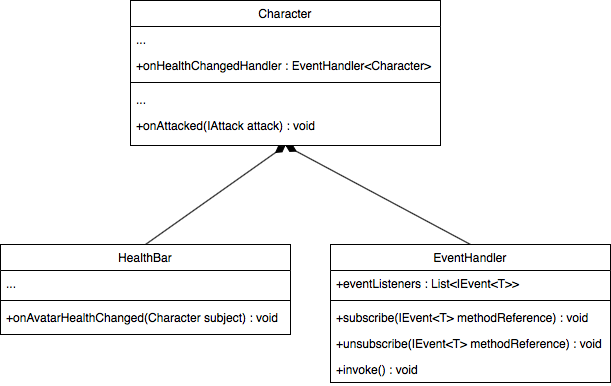 Character
...
+onHealthChangedHandler : EventHandler<Character>
...
+onAttacked(IAttack attack) : void
HealthBar
...
+onAvatarHealthChanged(Character subject) : void
EventHandler
+eventListeners : List<IEvent<T>>
+subscribe(IEvent<T> methodReference) : void
+unsubscribe(IEvent<T> methodReference) : void
+invoke() : void